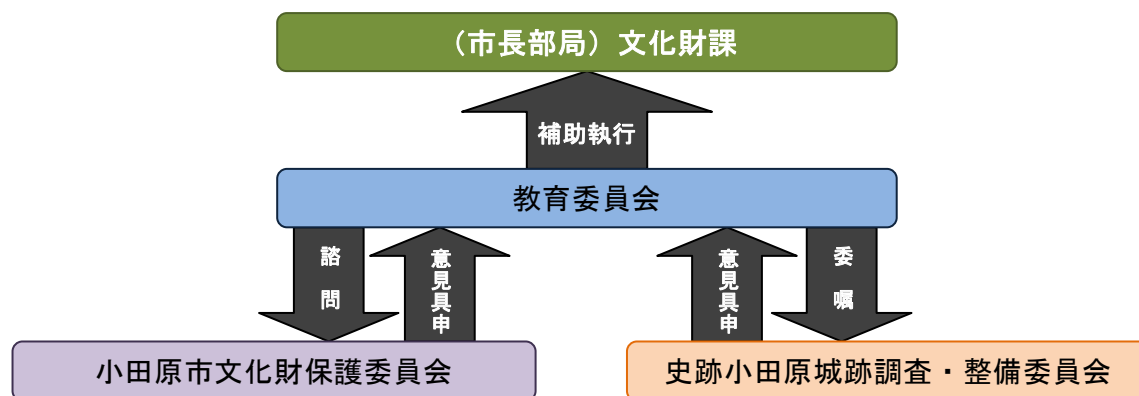 （市長部局）文化財課
補助執行
教育委員会
諮問
意見具申
意見具申
委嘱
小田原市文化財保護委員会
史跡小田原城跡調査・整備委員会